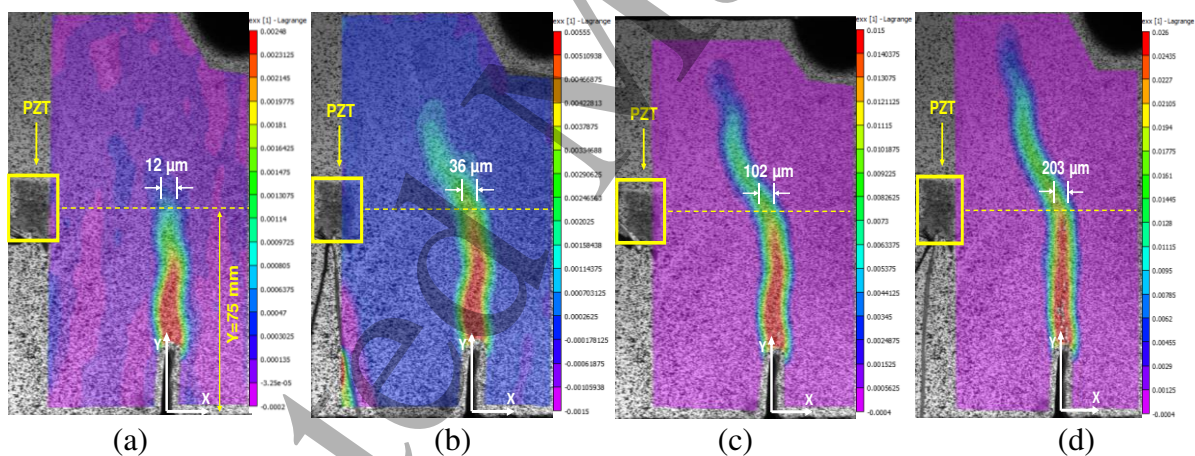 exx [1] - Lagrange
0.00248
0.0023125
0.002145
0.0019775
0.00181
0.0016425
0.001475
0.0013075
0.00114
0.0009725
0.000805
0.0006375
0.00047
0.0003025
0.000135
-3.25e-05
-0.0002
PZT
12 µm
Y=75 mm
Y
X
(a)
exx [1] - Lagrange
0.00555
0.00510938
0.00466875
0.00422813
0.00378750
0.00334688
0.00290625
0.00246563
0.002025
0.00158438
0.00114375
0.000703125
0.0002625
-0.000178125
-0.00061875
-0.00105938
-0.0015
PZT
36 µm
Y
X
(b)
exx [1] - Lagrange
0.015
0.0140375
0.013075
0.0121125
0.01115
0.0101875
0.009225
0.0082625
0.0073
0.0063375
0.005375
0.0044125
0.00345
0.0024875
0.001525
0.0005625
-0.0004
PZT
102 µm
Y
X
(c)
exx [1] - Lagrange
0.026
0.02435
0.0227
0.02105
0.0194
0.01775
0.0161
0.01445
0.0128
0.01115
0.0095
0.00785
0.0062
0.00455
0.0029
0.00125
-0.0004
PZT
203 µm
Y
X
(d)